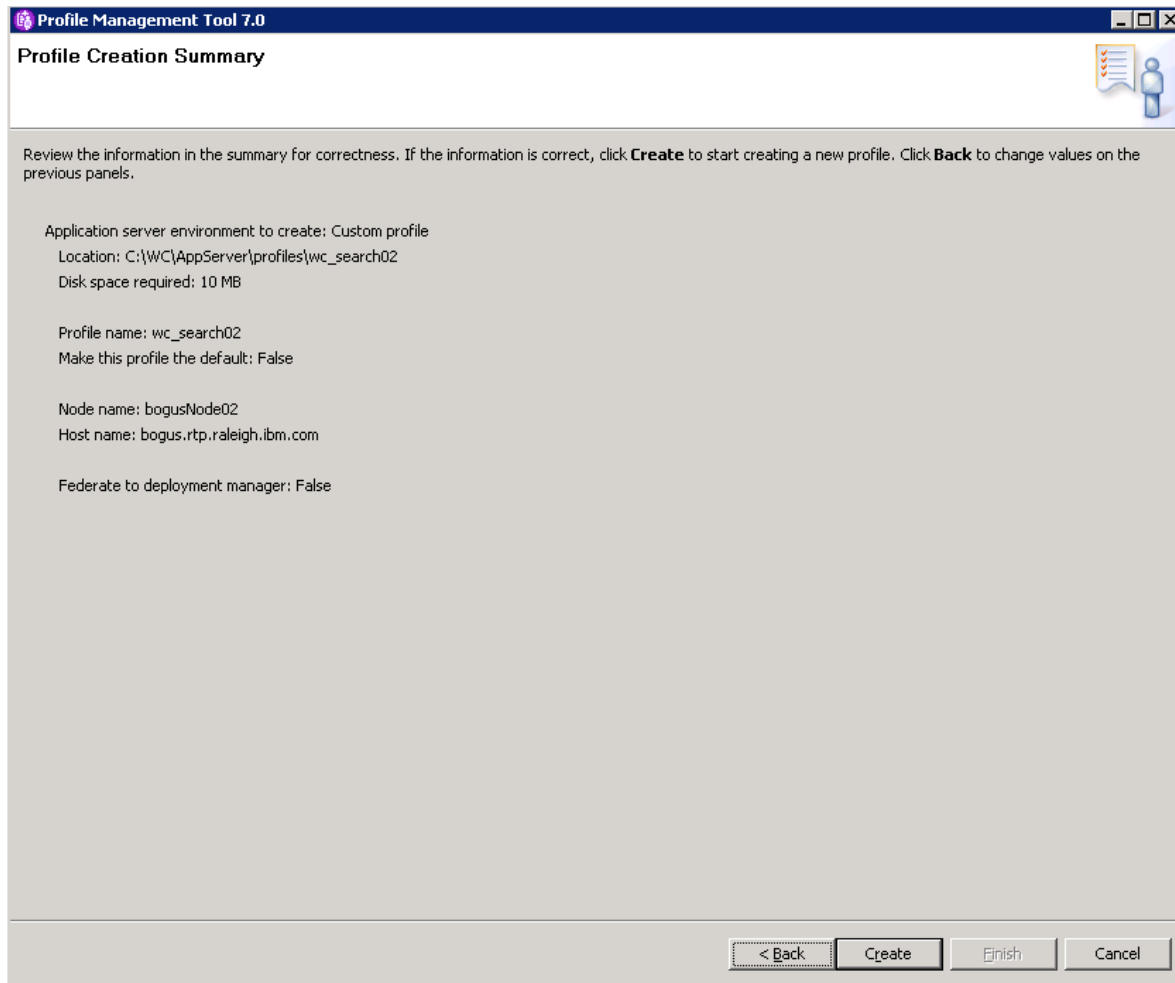 Profile Management Tool 7.0
Profile Creation Summary
Review the information in the summary for correctness. If the information is correct, click Create to start creating a new profile. Click Back to change values on the
previous panels.
Application server environment to create: Custom profile
Location: C:\WC\AppServer\profiles\wc_search02
Disk space required: 10 MB
Profile name: wc_search02
Make this profile the default: False
Node name: bogusNode02
Host name: bogus.rtp.raleigh.ibm.com
Federate to deployment manager: False
< Back Create Finish Cancel